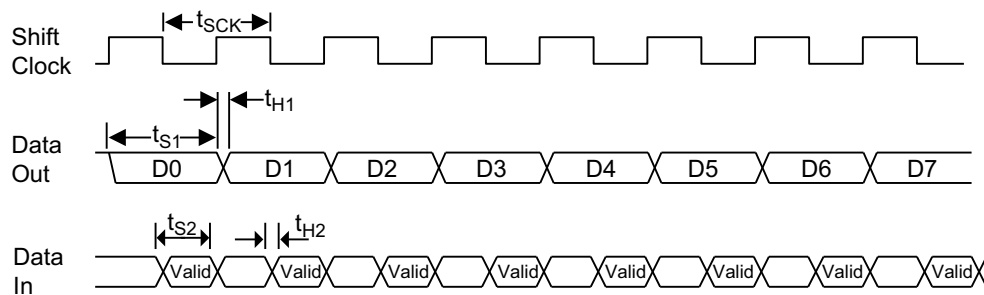 Shift
Clock
tSCK
tH1
Data
Out
tS1
D0 D1 D2 D3 D4 D5 D6 D7
tS2
tH2
Data
In
Valid Valid Valid Valid Valid Valid Valid Valid